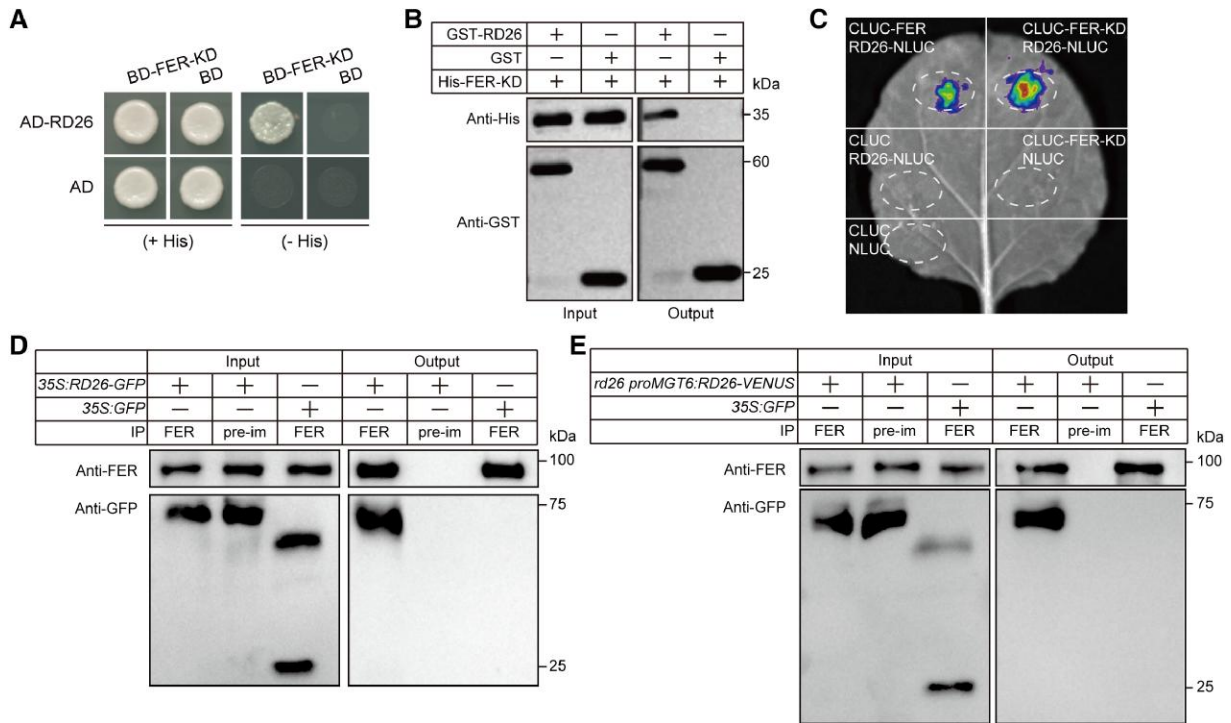 A
BD-FER-KD
BD
BD-FER-KD
BD
AD-RD26
AD
(+ His)
(- His)
B
GST-RD26 + − + −
GST − + − +
His-FER-KD + + + +
kDa
Anti-His
35
60
Anti-GST
25
Input
Output
C
CLUC-FER
RD26-NLUC
CLUC-FER-KD
RD26-NLUC
CLUC
RD26-NLUC
CLUC-FER-KD
NLUC
CLUC
NLUC
D
Input Output
35S:RD26-GFP + + − + + −
35S:GFP − − + − − +
IP FER pre-im FER FER pre-im FER
kDa
Anti-FER
100
Anti-GFP
75
25
E
Input Output
rd26 proMGT6:RD26-VENUS + + − + + −
35S:GFP − − + − − +
IP FER pre-im FER FER pre-im FER
kDa
Anti-FER
100
Anti-GFP
75
25